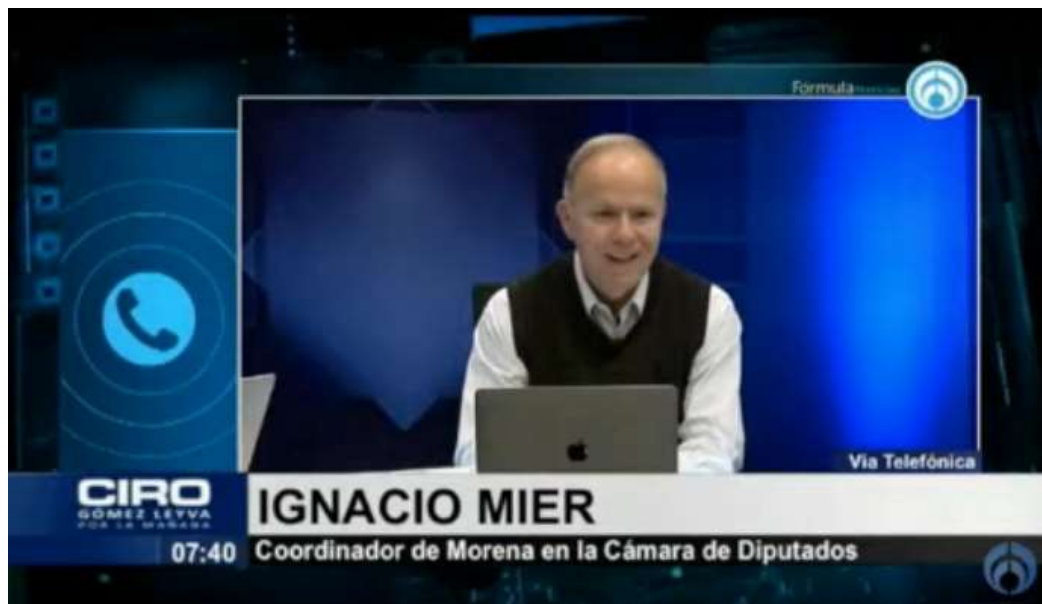 Fórmula
Vía Telefónica
CIRO
GÓMEZ LEYVA
POR LA MAÑANA
IGNACIO MIER
07:40
Coordinador de Morena en la Cámara de Diputados